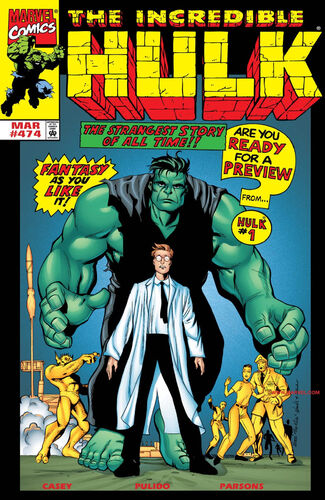 MARVEL
COMICS
THE INCREDIBLE
HULK
MAR
#474
THE STRANGEST STORY
OF ALL TIME!!
ARE YOU
READY
FOR A
PREVIEW
FROM...
HULK
#1
FANTASY
AS YOU
LIKE
IT!
CASEY
PULIDO
PARSONS